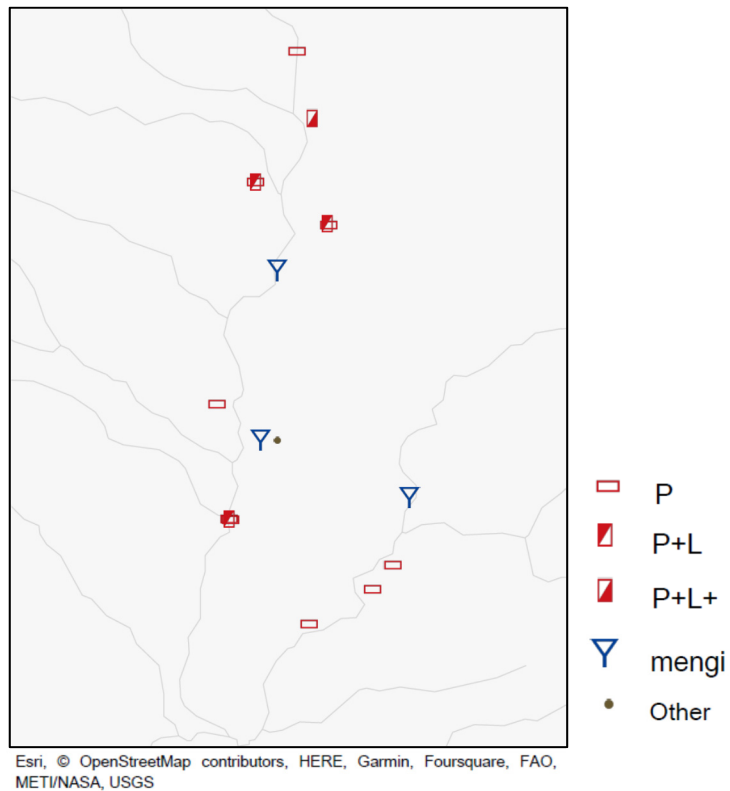 P
P+L
P+L+
mengi
Other
Esri, © OpenStreetMap contributors, HERE, Garmin, Foursquare, FAO,
METI/NASA, USGS